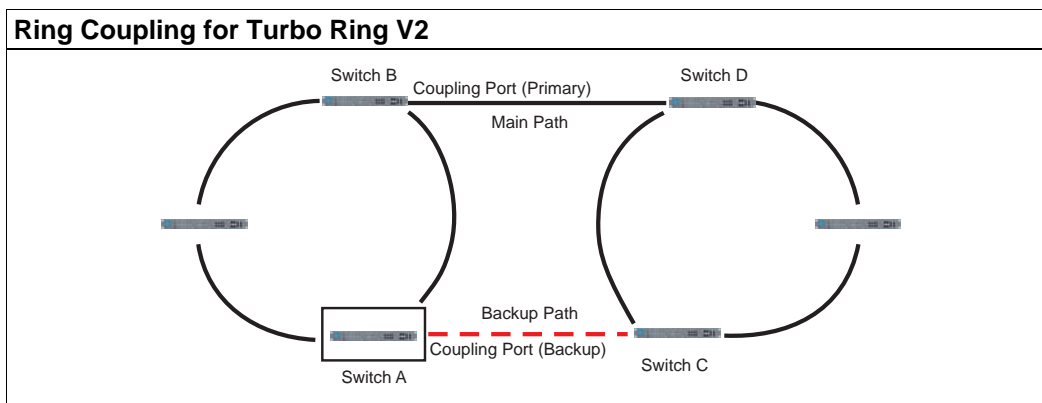 Ring Coupling for Turbo Ring V2
Switch B
Switch D
Coupling Port (Primary)
Main Path
Backup Path
Coupling Port (Backup)
Switch A
Switch C